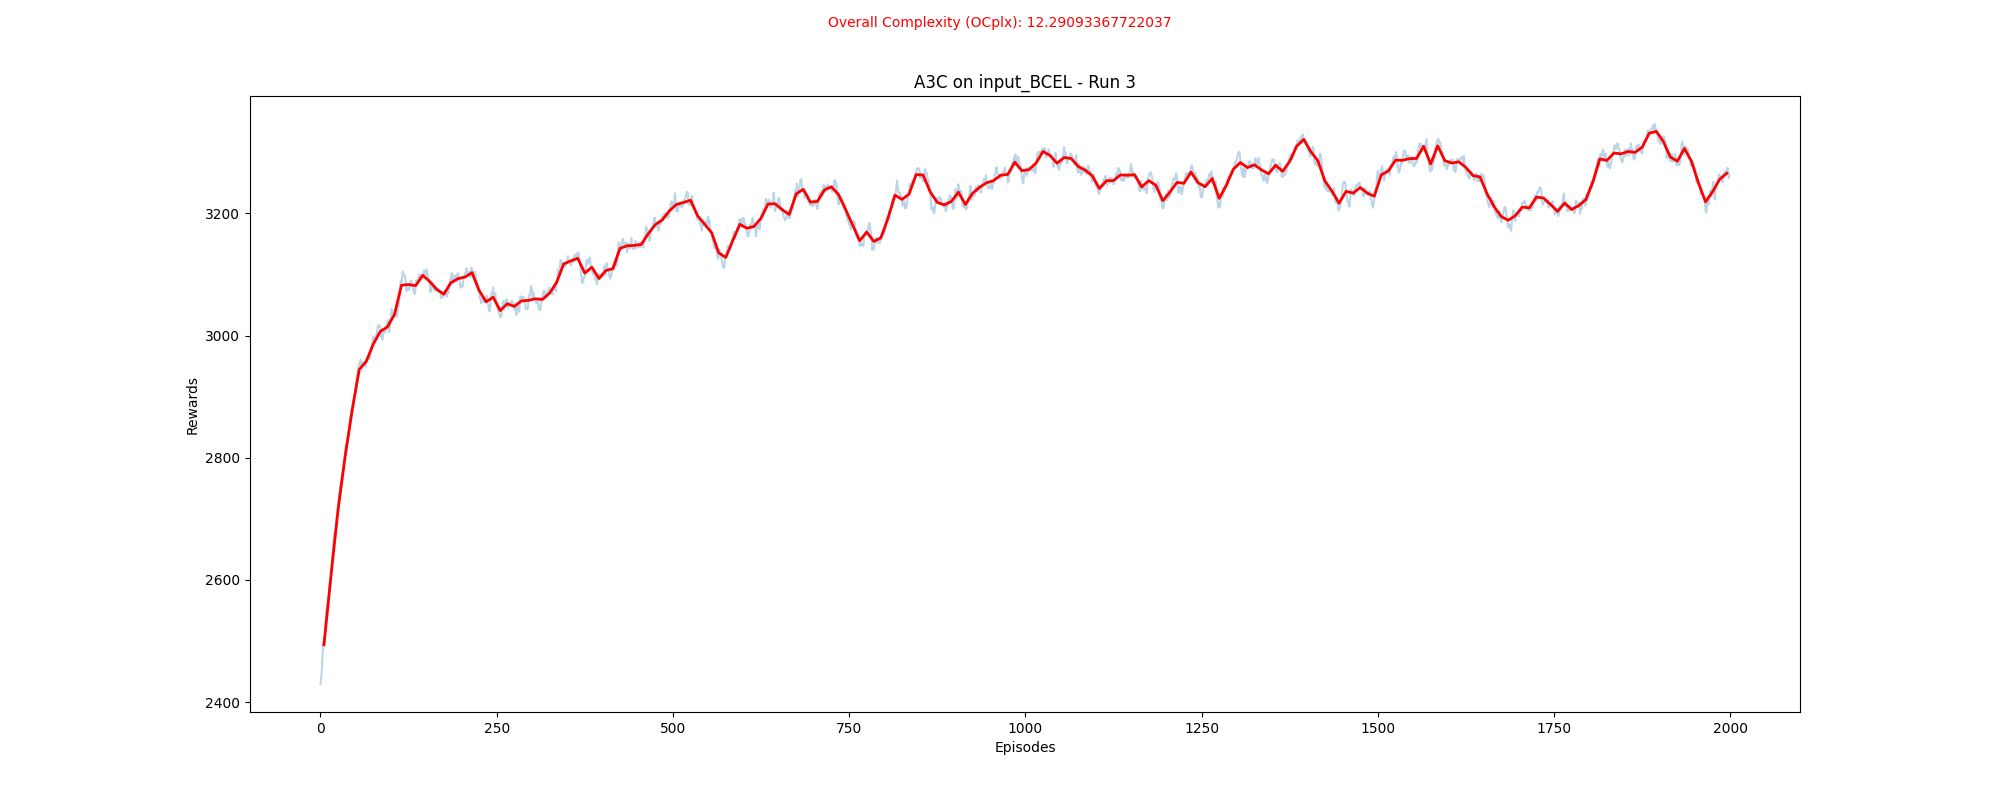 Overall Complexity (OCplx): 12.29093367722037
A3C on input_BCEL - Run 3
Rewards
3200
3000
2800
2600
2400
0 250 500 750 1000 1250 1500 1750 2000
Episodes